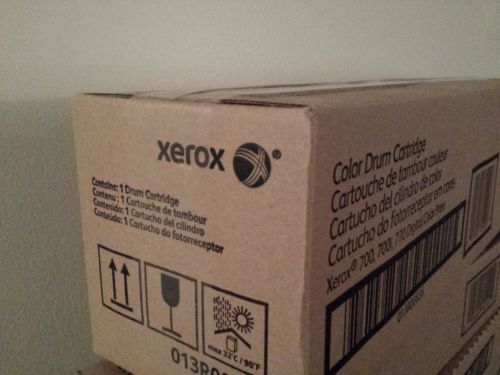 xerox ®
Contains: 1 Drum Cartridge
Contenu : 1 Cartouche de tambour
Contenido : 1 Cartucho del cilindro
Conteúdo : 1 Cartucho do fotorreceptor
max 32°C / 90°F
Color Drum Cartridge
Cartouche de tambour couleur
Cartucho del cilindro de color
Cartucho do fotorreceptor em cores
Xerox® 700, 700i, 770 Digital Color Press